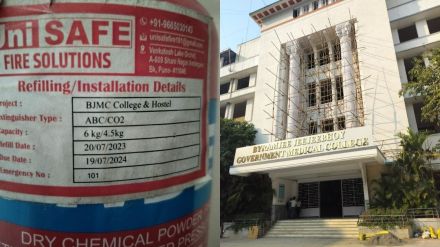 Uni SAFE
FIRE SOLUTIONS
+91-9665030143
Refilling/Installation Details
Project : BJMC College & Hostel
Extinguisher Type : ABC/CO2
Capacity : 6 kg/4.5kg
Refill Date : 20/07/2023
Due Date : 19/07/2024
Emergency No : 101
DRY CHEMICAL POWDER
BYRAMJEE JEEJEEBHOY
GOVERNMENT MEDICAL COLLEGE